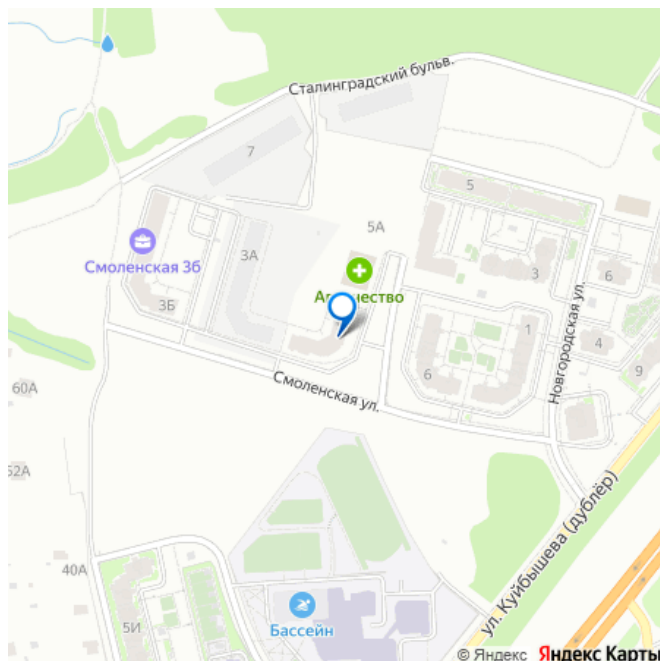 Сталинградский бульв.
7
5
5А
3А
3
6
Смоленская 3б
3Б
1
4
6
9
Новгородская ул.
Смоленская ул.
60А
52А
40А
5И
Бассейн
ул. Куйбышева (дублёр)
© Яндекс Яндекс Карты